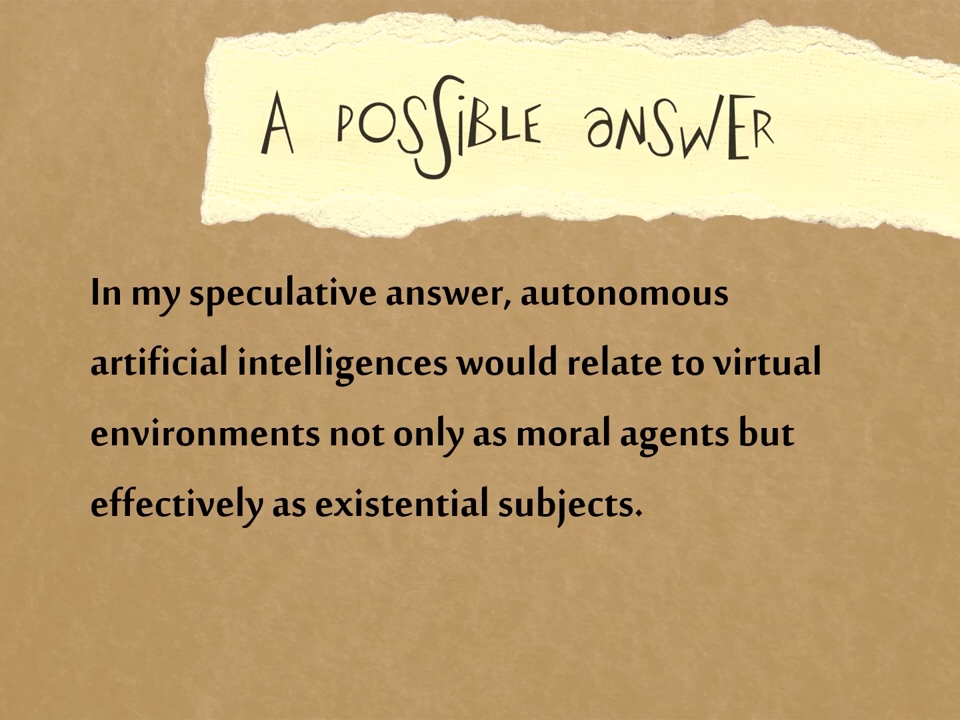 A POSSiBLE aNSWER
In my speculative answer, autonomous
artificial intelligences would relate to virtual
environments not only as moral agents but
effectively as existential subjects.